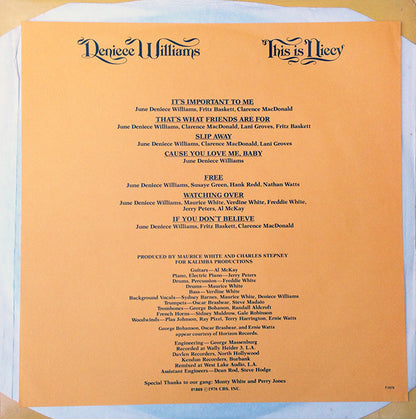 Deniece Williams This is Niecy
IT'S IMPORTANT TO ME
June Deniece Williams, Fritz Baskett, Clarence MacDonald
THAT'S WHAT FRIENDS ARE FOR
June Deniece Williams, Clarence MacDonald, Lani Groves, Fritz Baskett
SLIP AWAY
June Deniece Williams, Clarence MacDonald, Lani Groves
CAUSE YOU LOVE ME, BABY
June Deniece Williams
FREE
June Deniece Williams, Susaye Green, Hank Redd, Nathan Watts
WATCHING OVER
June Deniece Williams, Maurice White, Verdine White, Freddie White,
Jerry Peters, Al McKay
IF YOU DON'T BELIEVE
June Deniece Williams, Fritz Baskett, Clarence MacDonald
PRODUCED BY MAURICE WHITE AND CHARLES STEPNEY
FOR KALIMBA PRODUCTIONS
Guitars—Al McKay
Piano, Electric Piano—Jerry Peters
Drums, Percussion—Freddie White
Drums—Maurice White
Bass—Verdine White
Background Vocals—Sydney Barnes, Maurice White, Deniece Williams
Trumpets—Oscar Brashear, Steve Madaio
Trombones—George Bohanon, Randall Aldcroft
French Horns—Sidney Muldrow, Gale Robinson
Woodwinds—Plas Johnson, Ray Pizzi, Terry Harrington, Ernie Watts
George Bohannon, Oscar Brashear, and Ernie Watts
appear courtesy of Horizon Records.
Engineering—George Massenburg
Recorded at Wally Heider 3, L.A.
Davlen Recorders, North Hollywood
Kendun Recorders, Burbank
Remixed at West Lake Audio, L.A.
Assistant Engineers—Dean Rod, Steve Hodge
Special Thanks to our gang: Monty White and Perry Jones
© 1976 CBS, INC.